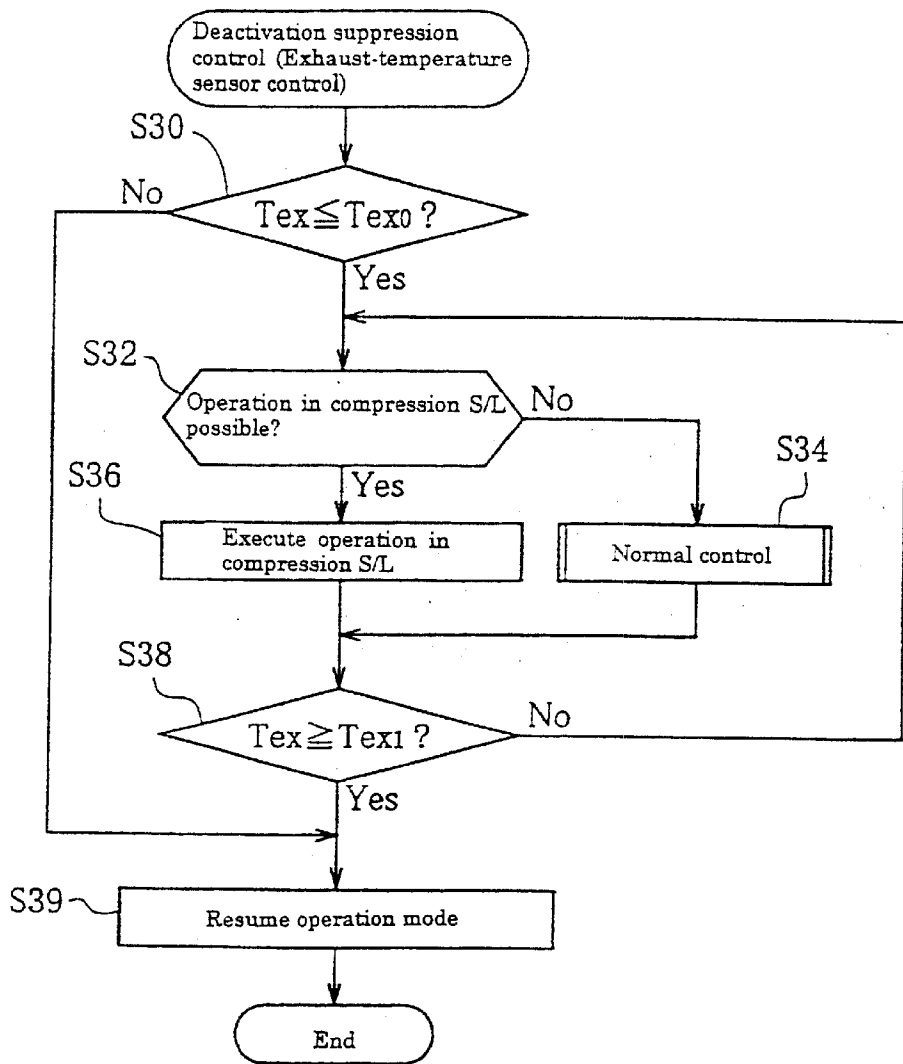 Deactivation suppression
control (Exhaust-temperature
sensor control)
S30
No
Tex≦Tex0 ?
Yes
S32
Operation in compression S/L
possible?
No
S36
Yes
S34
Execute operation in
compression S/L
Normal control
S38
Tex≧Tex1 ?
No
Yes
S39
Resume operation mode
End